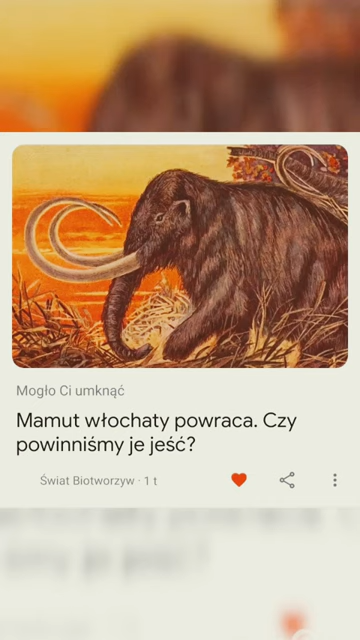 Mogło Ci umknąć
Mamut włochaty powraca. Czy
powinniśmy je jeść?
Świat Biotworzyw · 1 t